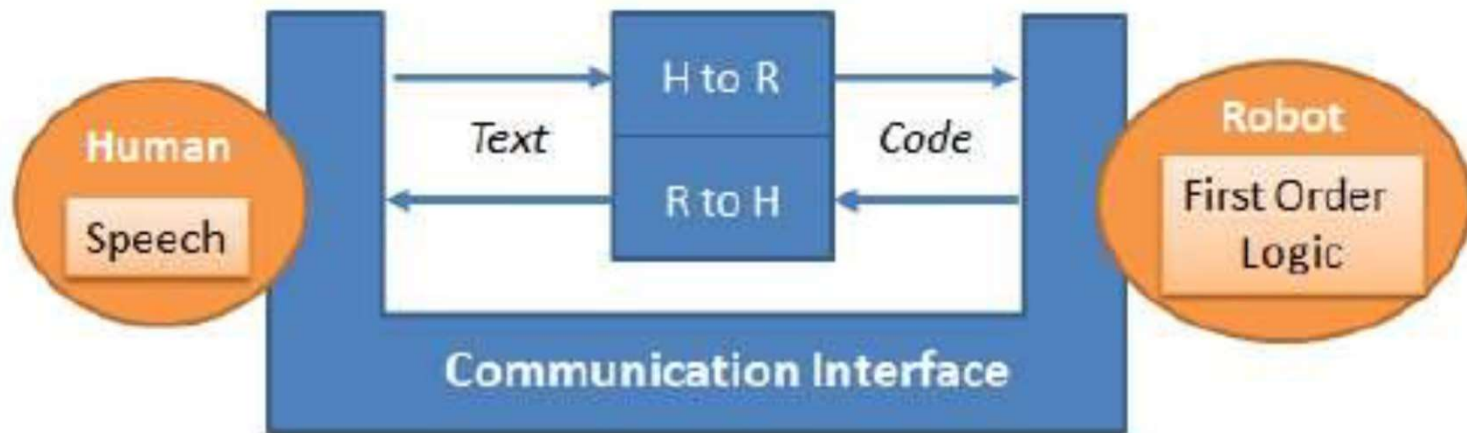 H to R
Robot
Human
Text
Code
First Order
Logic
R to H
Speech
Communication Interface